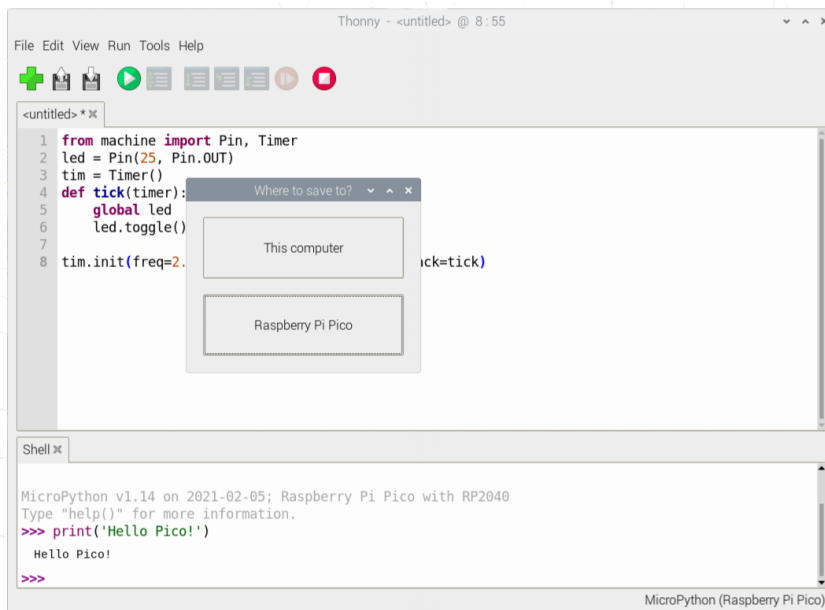 Thonny - <untitled> @ 8:55
File Edit View Run Tools Help
<untitled> *
1 from machine import Pin, Timer
2 led = Pin(25, Pin.OUT)
3 tim = Timer()
4 def tick(timer):
5     global led
6     led.toggle()
7
8 tim.init(freq=2. ck=tick)
Where to save to?
This computer
Raspberry Pi Pico
Shell
MicroPython v1.14 on 2021-02-05; Raspberry Pi Pico with RP2040
Type "help()" for more information.
>>> print('Hello Pico!')
Hello Pico!
>>>
MicroPython (Raspberry Pi Pico)